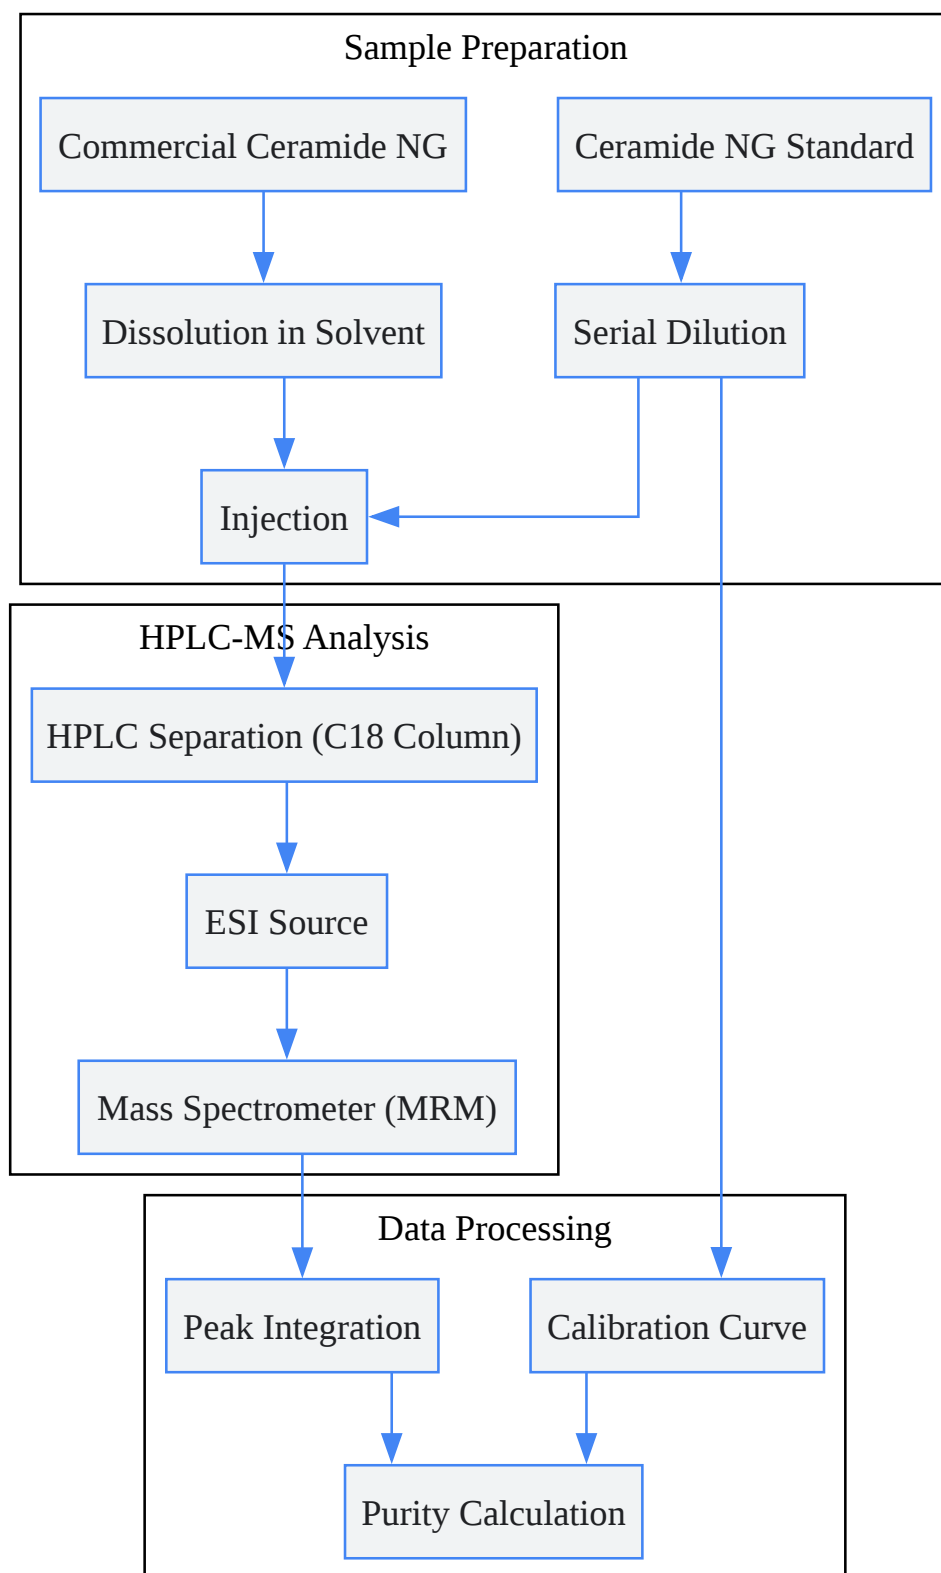 Sample Preparation
Commercial Ceramide NG
Ceramide NG Standard
Dissolution in Solvent
Serial Dilution
Injection
HPLC-MS Analysis
HPLC Separation (C18 Column)
ESI Source
Mass Spectrometer (MRM)
Data Processing
Peak Integration
Calibration Curve
Purity Calculation